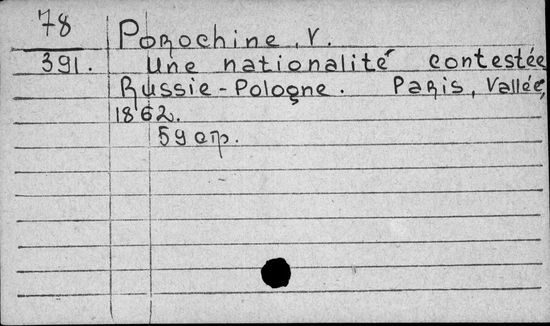 78
Porochine, V.
391. Une nationalité contestée
Russie-Pologne. Paris, Vallée,
1862.
59 стр.